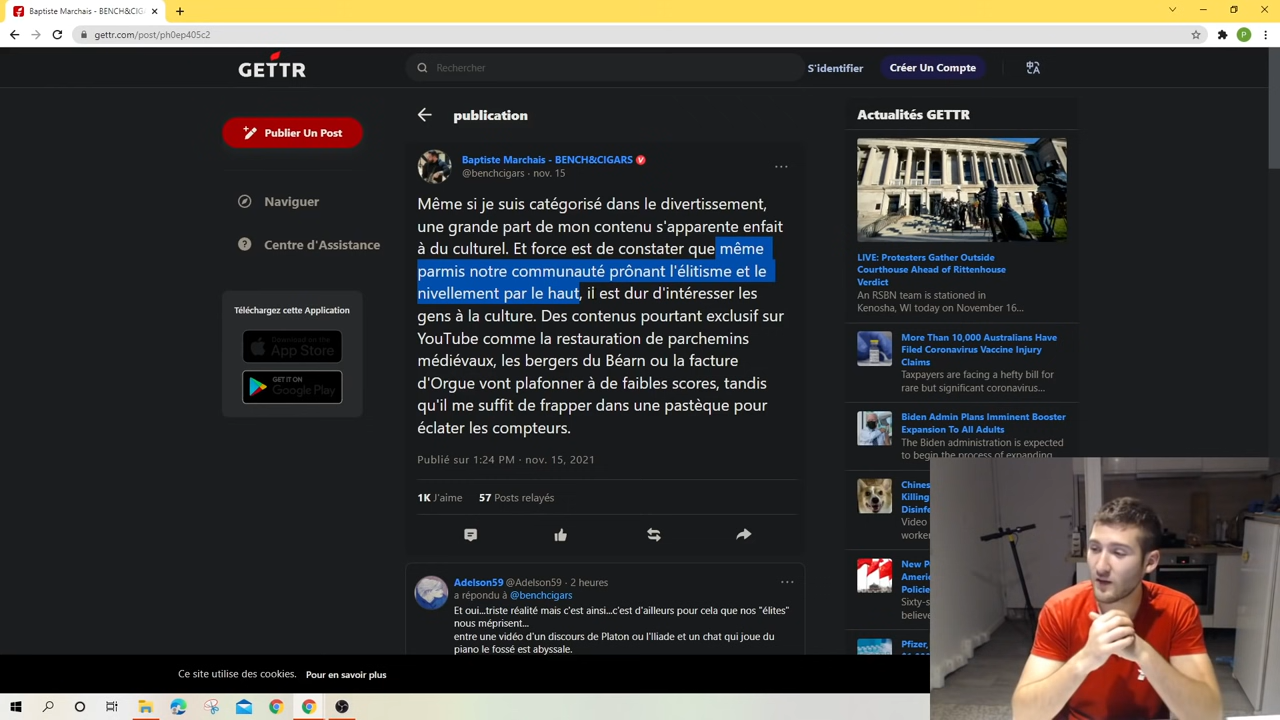 Baptiste Marchais - BENCH&CIGAR
gettr.com/post/ph0ep405c2
P
GETTR
Rechercher
S'identifier
Créer Un Compte
Publier Un Post
Naviguer
Centre d'Assistance
Téléchargez cette Application
App Store
GET IT ON
Google Play
publication
Baptiste Marchais - BENCH&CIGARS V
@benchcigars · nov. 15
Même si je suis catégorisé dans le divertissement,
une grande part de mon contenu s'apparente enfait
à du culturel. Et force est de constater que même
parmis notre communauté prônant l'élitisme et le
nivellement par le haut, il est dur d'intéresser les
gens à la culture. Des contenus pourtant exclusif sur
YouTube comme la restauration de parchemins
médiévaux, les bergers du Béarn ou la facture
d'Orgue vont plafonner à de faibles scores, tandis
qu'il me suffit de frapper dans une pastèque pour
éclater les compteurs.
Publié sur 1:24 PM · nov. 15, 2021
1K J'aime 57 Posts relayés
Adelson59 @Adelson59 · 2 heures
a répondu à @benchcigars
Et oui...triste réalité mais c'est ainsi...c'est d'ailleurs pour cela que nos "élites"
nous méprisent...
entre une vidéo d'un discours de Platon ou l'Iliade et un chat qui joue du
piano le fossé est abyssale.
Actualités GETTR
LIVE: Protesters Gather Outside
Courthouse Ahead of Rittenhouse
Verdict
An RSBN team is stationed in
Kenosha, WI today on November 16...
More Than 10,000 Australians Have
Filed Coronavirus Vaccine Injury
Claims
Taxpayers are facing a hefty bill for
rare but significant coronavirus...
Biden Admin Plans Imminent Booster
Expansion To All Adults
The Biden administration is expected
to begin the process of expanding
Chines
Killing
Disinfe
Video
worke
New P
Ameri
Policie
Sixty-s
believe
Pfizer,
Ce site utilise des cookies. Pour en savoir plus